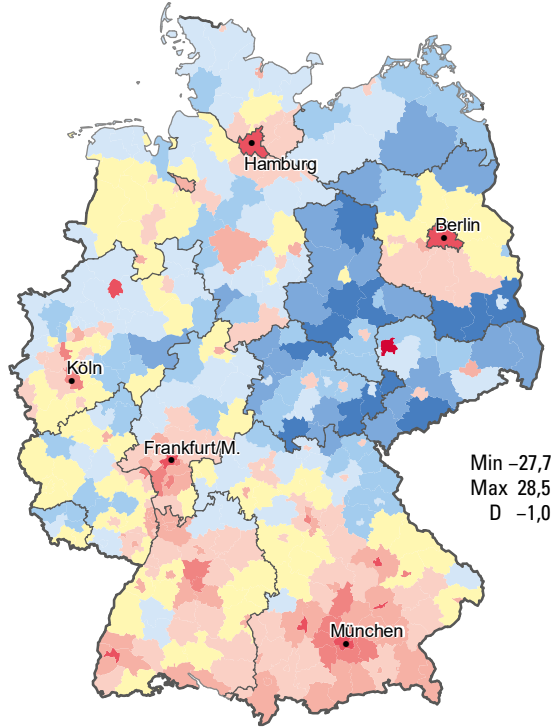 Hamburg
Berlin
Köln
Frankfurt/M.
Min –27,7
Max 28,5
D –1,0
München